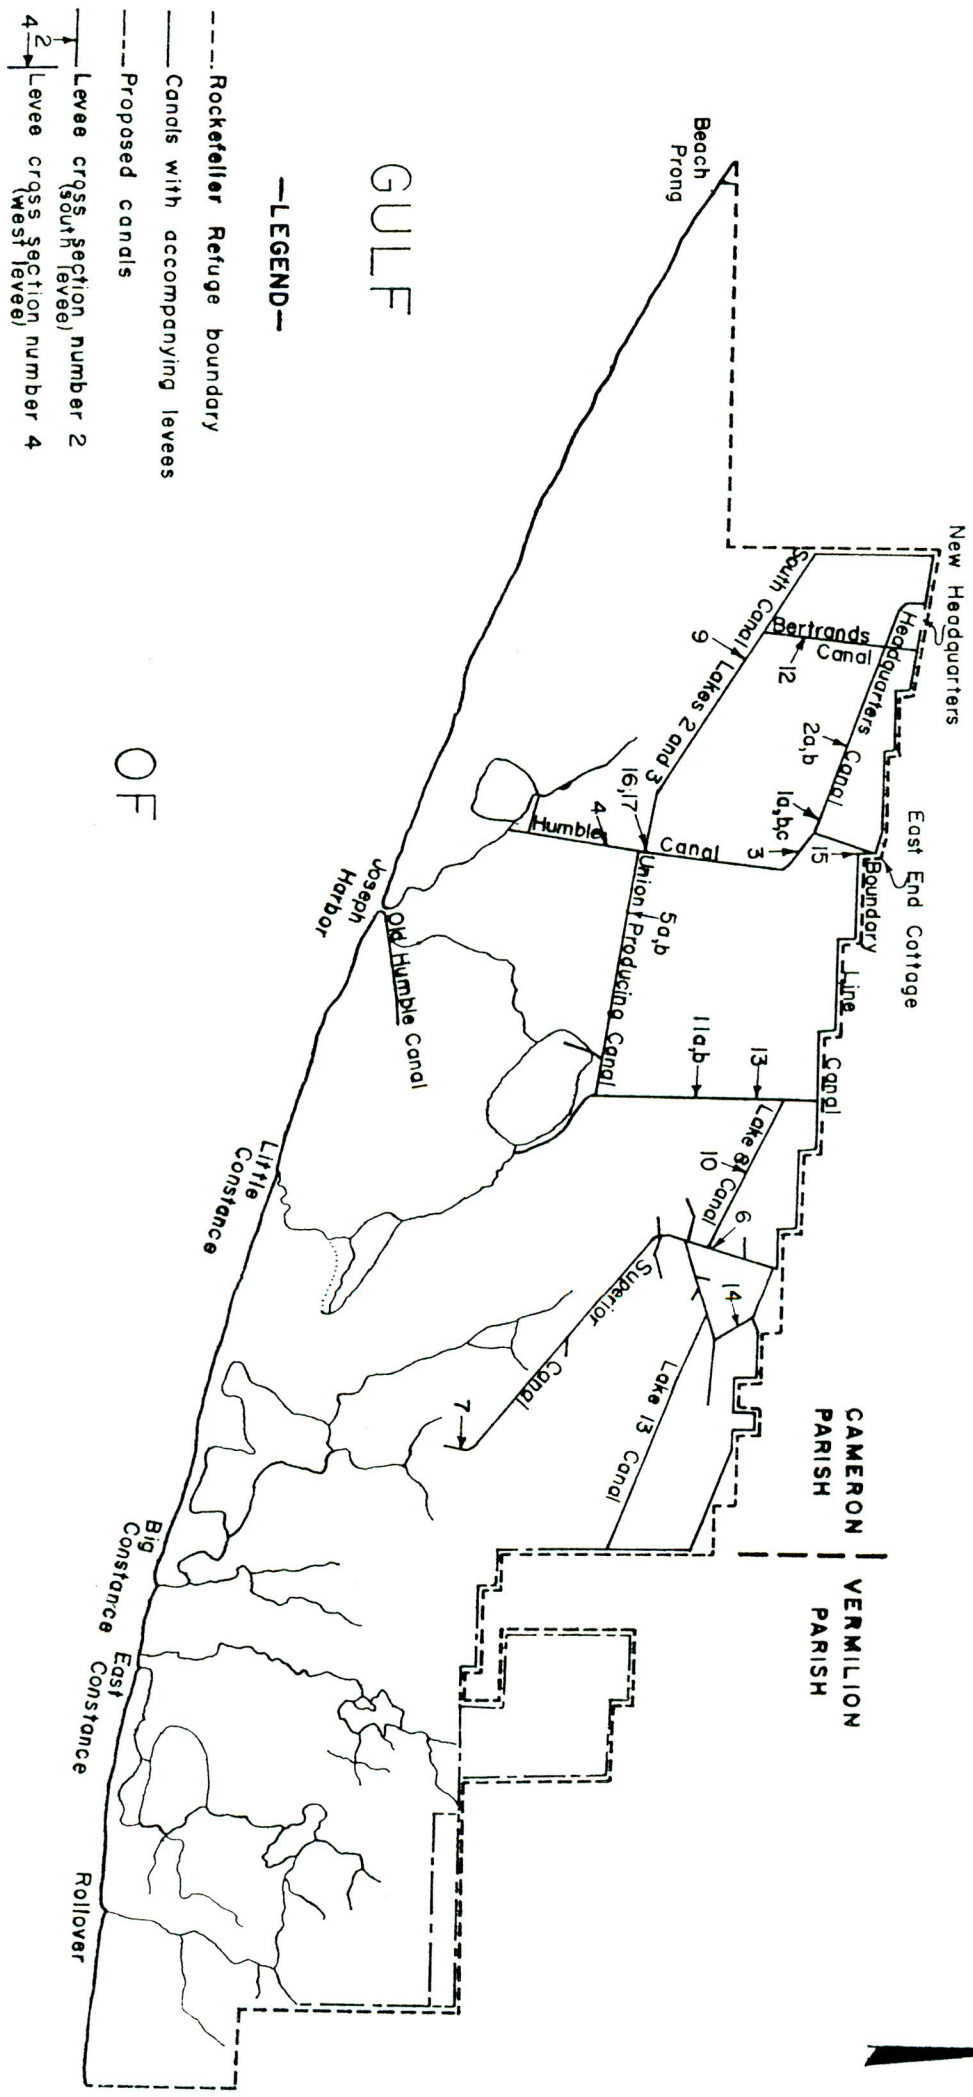 New Headquarters
East End Cottage
CAMERON
PARISH
VERMILION
PARISH
Beach
Prong
South Canal
Bertrands
Canal
Headquarters Canal
Boundary Line Canal
Lakes 2 and 3
9
12
2a,b
1a,b,c
3
15
16;17
4
Humble
Canal
Union Producing Canal
5a,b
11a,b
13
Lake 8 Canal
10
6
14
Superior
Canal
7
Lake 13 Canal
Joseph
Harbor
Old Humble Canal
Little
Constance
Big
Constance
East
Constance
Rollover
GULF
OF
—LEGEND—
Rockefeller Refuge boundary
Canals with accompanying levees
Proposed canals
2
Levee cross section number 2
(south levee)
4
Levee cross section number 4
(west levee)